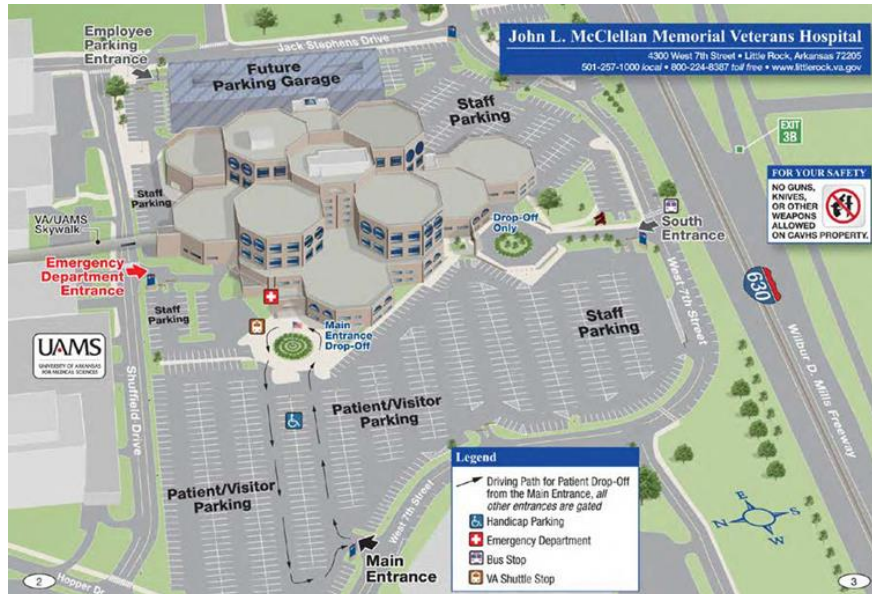 John L. McClellan Memorial Veterans Hospital
4300 West 7th Street • Little Rock, Arkansas 72205
501-257-1000 local • 800-224-8387 toll free • www.littlerock.va.gov
Employee
Parking
Entrance
Jack Stephens Drive
Future
Parking Garage
Staff
Parking
EXIT
3B
FOR YOUR SAFETY
NO GUNS,
KNIVES,
OR OTHER
WEAPONS
ALLOWED
ON CAVHS PROPERTY.
Staff
Parking
VA/UAMS
Skywalk
Drop-Off
Only
South
Entrance
Emergency
Department
Entrance
West 7th Street
630
Staff
Parking
Staff
Parking
Main
Entrance
Drop-Off
UAMS
UNIVERSITY OF ARKANSAS
FOR MEDICAL SCIENCES
Shuffield Drive
Wilbur D. Mills Freeway
Patient/Visitor
Parking
Patient/Visitor
Parking
West 7th Street
Main
Entrance
Legend
Driving Path for Patient Drop-Off
from the Main Entrance, all
other entrances are gated
Handicap Parking
Emergency Department
Bus Stop
VA Shuttle Stop
E
N
S
W
Hopper Dr.
2
3